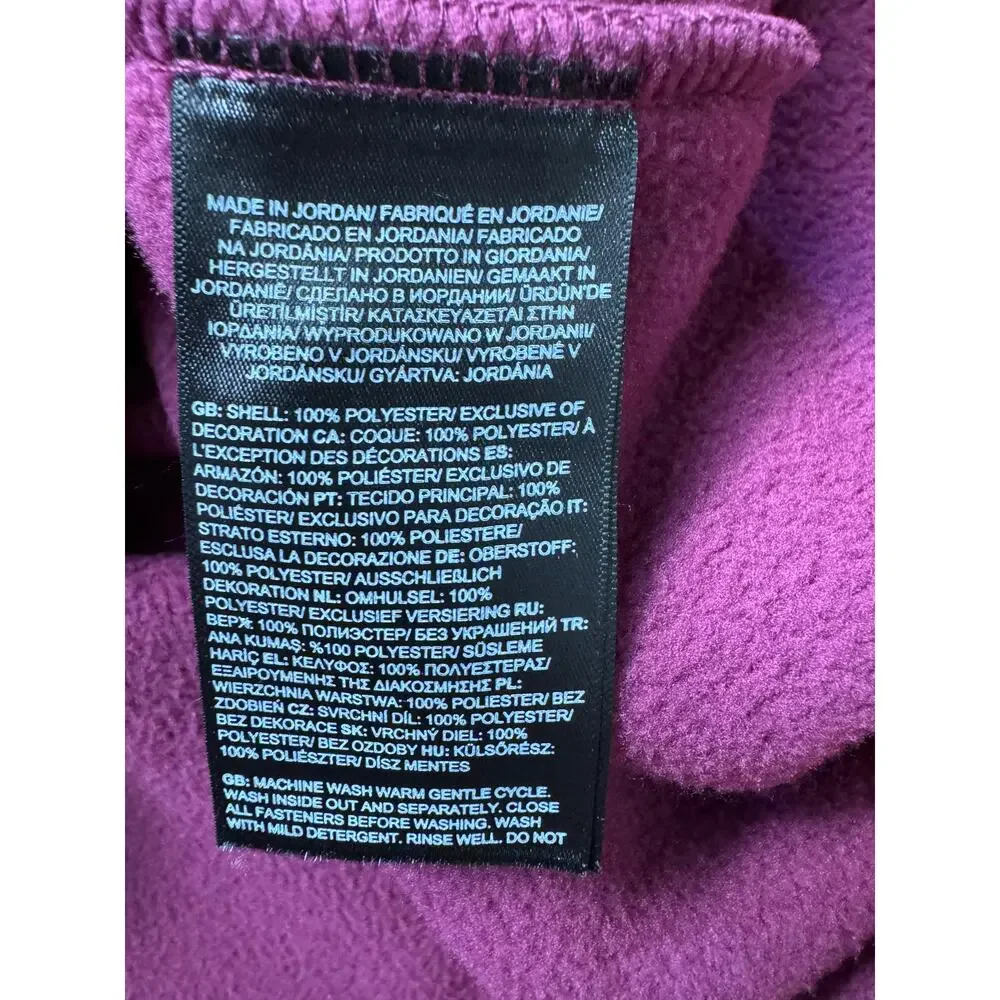 MADE IN JORDAN/ FABRIQUÉ EN JORDANIE/
FABRICADO EN JORDANIA/ FABRICADO
NA JORDÂNIA/ PRODOTTO IN GIORDANIA/
HERGESTELLT IN JORDANIEN/ GEMAAKT IN
JORDANIË/ СДЕЛАНО В ИОРДАНИИ/ ÜRDÜN'DE
ÜRETİLMİŞTİR/ ΚΑΤΑΣΚΕΥΑΖΕΤΑΙ ΣΤΗΝ
ΙΟΡΔΑΝΙΑ/ WYPRODUKOWANO W JORDANII/
VYROBENO V JORDÁNSKU/ VYROBENÉ V
JORDÁNSKU/ GYÁRTVA: JORDÁNIA
GB: SHELL: 100% POLYESTER/ EXCLUSIVE OF
DECORATION CA: COQUE: 100% POLYESTER/ À
L'EXCEPTION DES DÉCORATIONS ES:
ARMAZÓN: 100% POLIÉSTER/ EXCLUSIVO DE
DECORACIÓN PT: TECIDO PRINCIPAL: 100%
POLIÉSTER/ EXCLUSIVO PARA DECORAÇÃO IT:
STRATO ESTERNO: 100% POLIESTERE/
ESCLUSA LA DECORAZIONE DE: OBERSTOFF:
100% POLYESTER/ AUSSCHLIEßLICH
DEKORATION NL: OMHULSEL: 100%
POLYESTER/ EXCLUSIEF VERSIERING RU:
ВЕРХ: 100% ПОЛИЭСТЕР/ БЕЗ УКРАШЕНИЙ TR:
ANA KUMAŞ: %100 POLYESTER/ SÜSLEME
HARİÇ EL: ΚΕΛΥΦΟΣ: 100% ΠΟΛΥΕΣΤΕΡΑΣ/
ΕΞΑΙΡΟΥΜΕΝΗΣ ΤΗΣ ΔΙΑΚΟΣΜΗΣΗΣ PL:
WIERZCHNIA WARSTWA: 100% POLIESTER/ BEZ
ZDOBIEŃ CZ: SVRCHNÍ DÍL: 100% POLYESTER/
BEZ DEKORACE SK: VRCHNÝ DIEL: 100%
POLYESTER/ BEZ OZDOBY HU: KÜLSŐRÉSZ:
100% POLIÉSZTER/ DÍSZ MENTES
GB: MACHINE WASH WARM GENTLE CYCLE.
WASH INSIDE OUT AND SEPARATELY. CLOSE
ALL FASTENERS BEFORE WASHING. WASH
WITH MILD DETERGENT. RINSE WELL. DO NOT